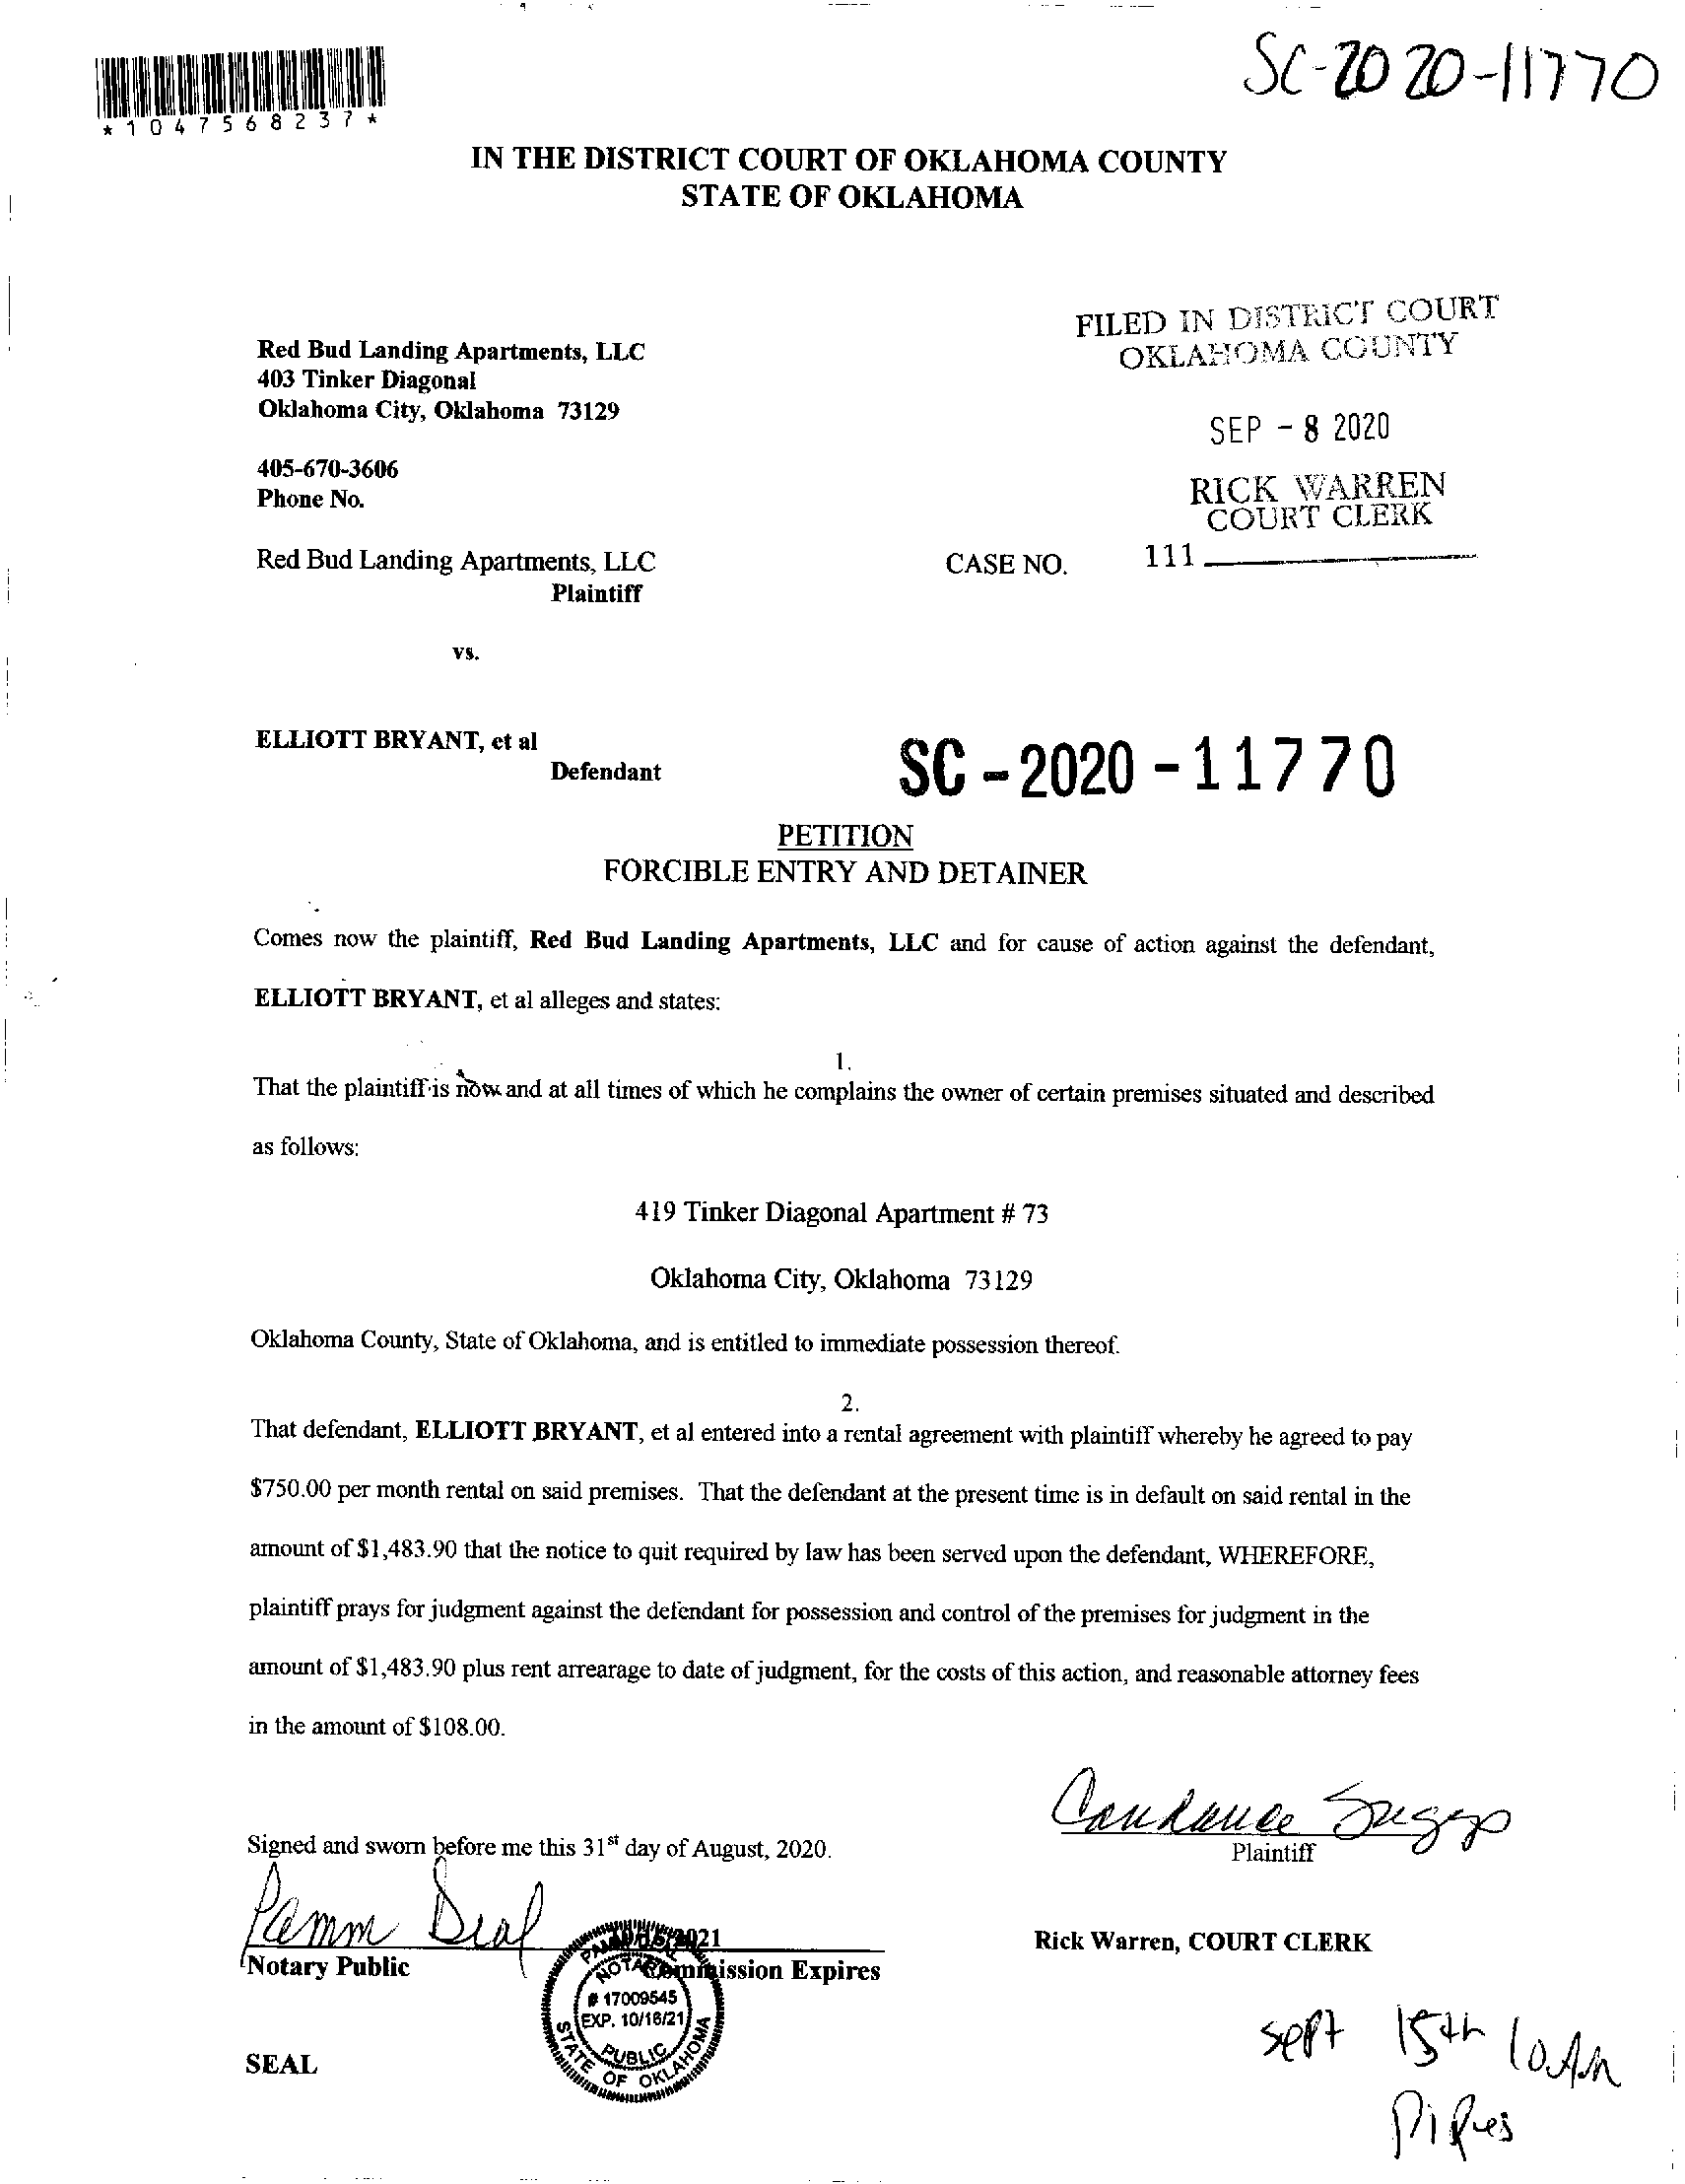 SC-2020-11770
*1047568237*
IN THE DISTRICT COURT OF OKLAHOMA COUNTY
STATE OF OKLAHOMA
FILED IN DISTRICT COURT
OKLAHOMA COUNTY
Red Bud Landing Apartments, LLC
403 Tinker Diagonal
Oklahoma City, Oklahoma 73129
SEP - 8 2020
405-670-3606
Phone No.
RICK WARREN
COURT CLERK
Red Bud Landing Apartments, LLC
Plaintiff
CASE NO.
111
vs.
ELLIOTT BRYANT, et al
Defendant
SC - 2020 - 11770
PETITION
FORCIBLE ENTRY AND DETAINER
Comes now the plaintiff, Red Bud Landing Apartments, LLC and for cause of action against the defendant,
ELLIOTT BRYANT, et al alleges and states:
1.
That the plaintiff is now and at all times of which he complains the owner of certain premises situated and described
as follows:
419 Tinker Diagonal Apartment # 73
Oklahoma City, Oklahoma 73129
Oklahoma County, State of Oklahoma, and is entitled to immediate possession thereof.
2.
That defendant, ELLIOTT BRYANT, et al entered into a rental agreement with plaintiff whereby he agreed to pay
$750.00 per month rental on said premises. That the defendant at the present time is in default on said rental in the
amount of $1,483.90 that the notice to quit required by law has been served upon the defendant, WHEREFORE,
plaintiff prays for judgment against the defendant for possession and control of the premises for judgment in the
amount of $1,483.90 plus rent arrearage to date of judgment, for the costs of this action, and reasonable attorney fees
in the amount of $108.00.
Candance Suggs
Plaintiff
Signed and sworn before me this 31st day of August, 2020.
Pamm Deal
Notary Public
Commission Expires
# 17009545
EXP. 10/16/21
PUBLIC
STATE OF OKLAHOMA
Rick Warren, COURT CLERK
SEAL
Sept 15th 10 Am